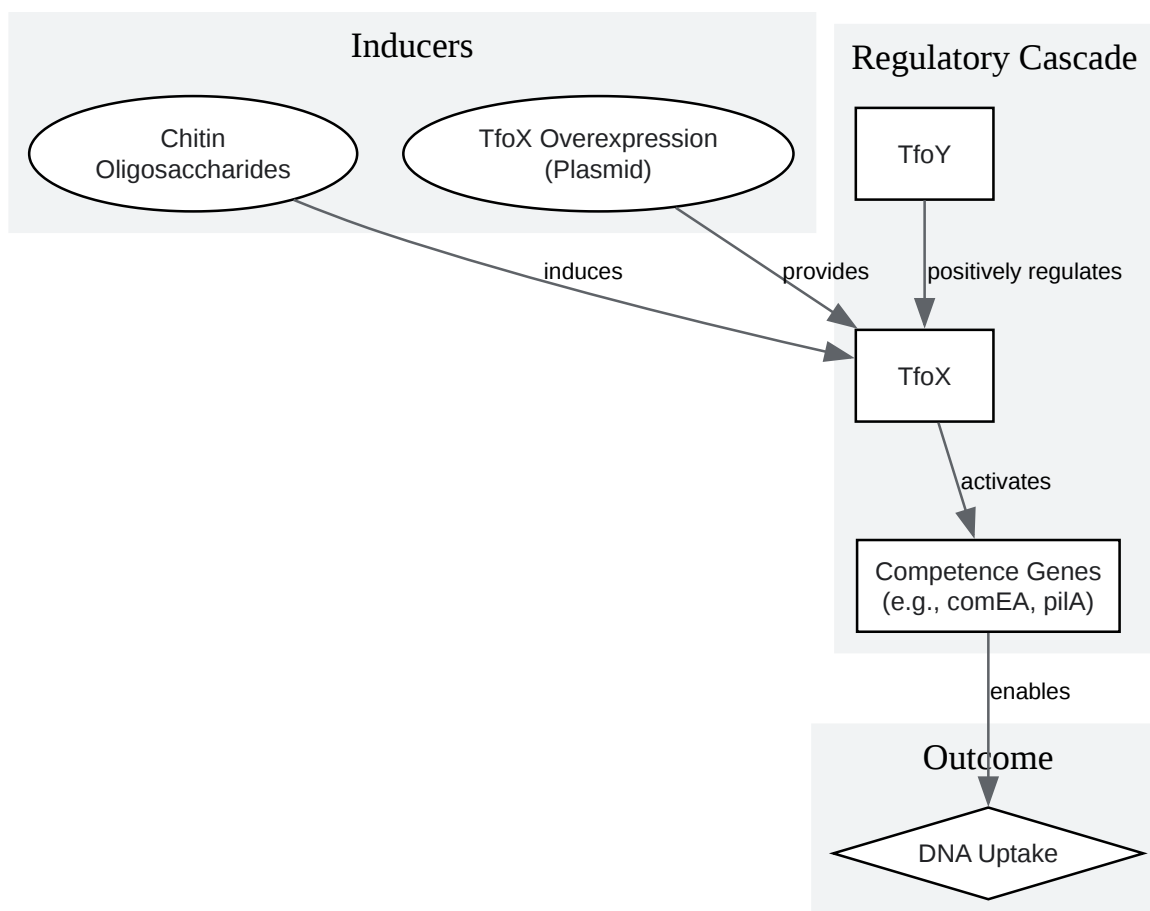 Inducers
Chitin
Oligosaccharides
TfoX Overexpression
(Plasmid)
Regulatory Cascade
TfoY
induces
provides
positively regulates
TfoX
activates
Competence Genes
(e.g., comEA, pilA)
enables
Outcome
DNA Uptake